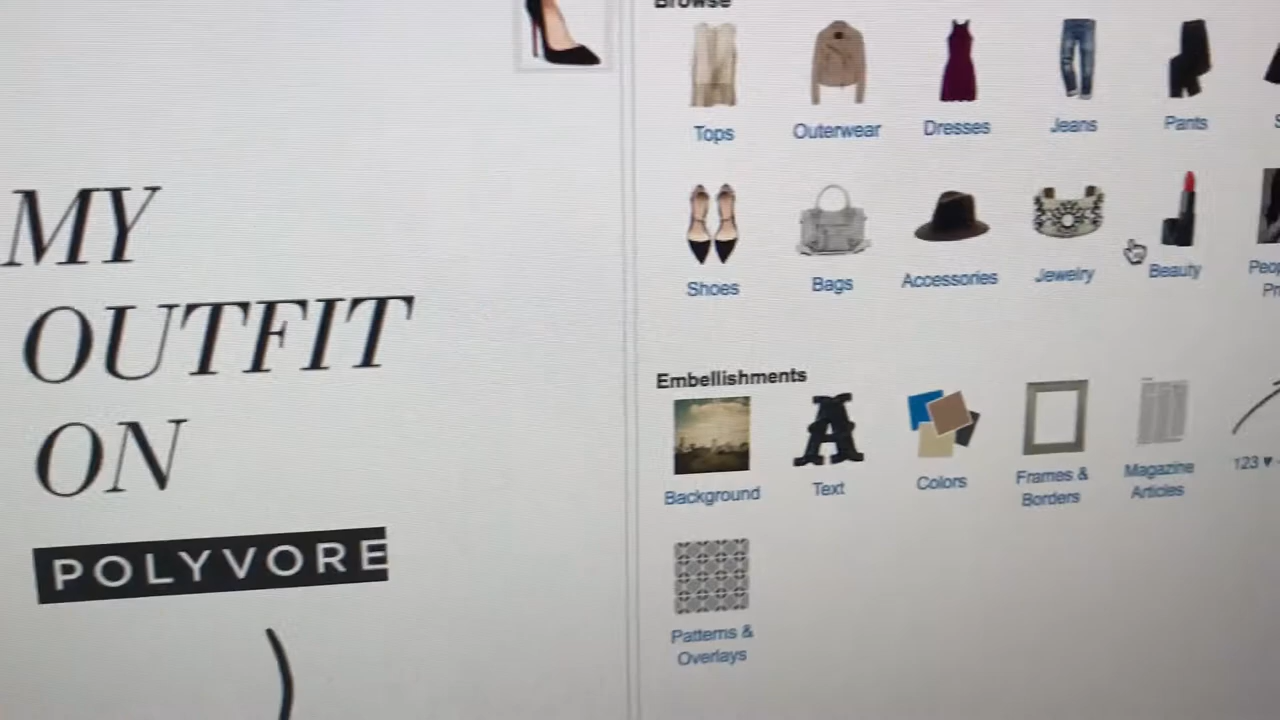 MY
OUTFIT
ON
POLYVORE
Browse
Tops
Outerwear
Dresses
Jeans
Pants
Shoes
Bags
Accessories
Jewelry
Beauty
Embellishments
Background
Text
Colors
Frames &
Borders
Magazine
Articles
123 ♥
Patterns &
Overlays